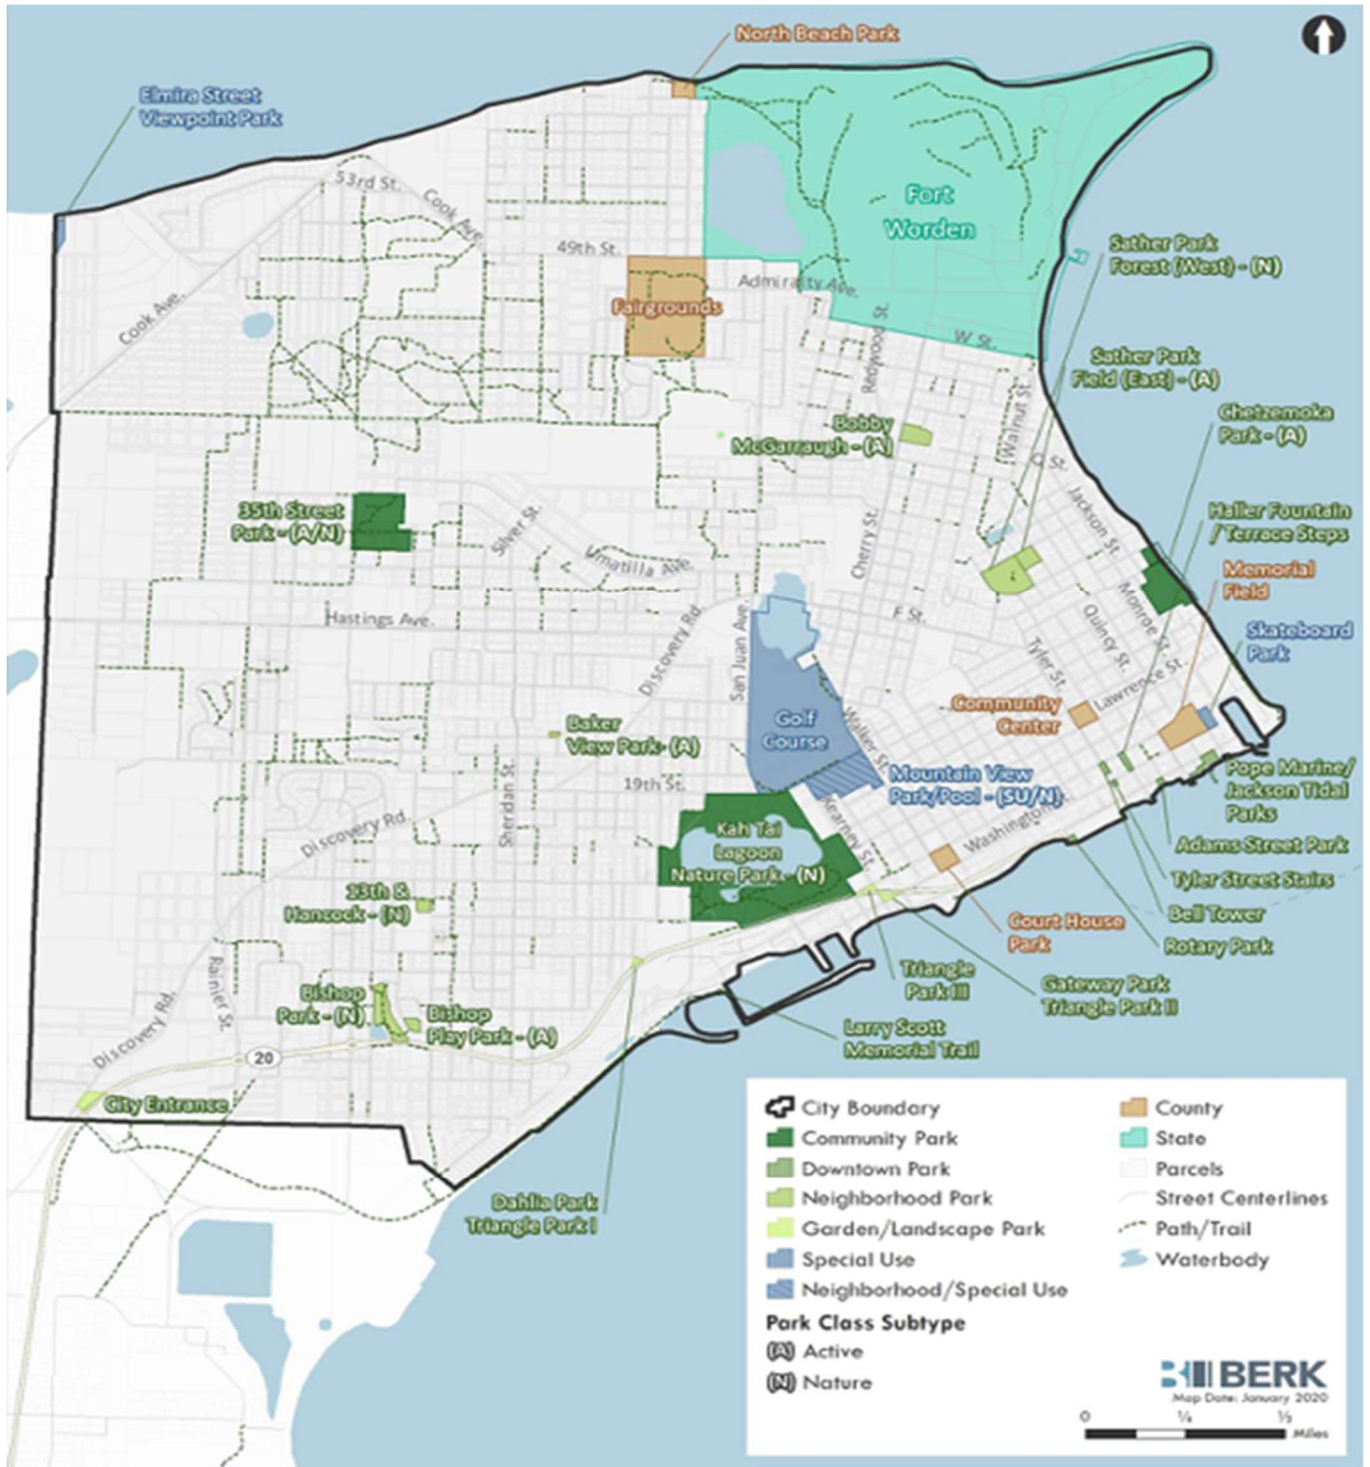 North Beach Park
Elmira Street
Viewpoint Park
53rd St.
Cook Ave.
Fort
Worden
49th St.
Sather Park
Forest (West) - (N)
Admiralty Ave.
Cook Ave.
Fairgrounds
Redwood St.
W St.
Sather Park
Field (East) - (A)
Walnut St.
Chetzemoka
Park - (A)
Bobby
McGarraugh - (A)
Q St.
35th Street
Park - (A/N)
Silver St.
Umatilla Ave.
Cherry St.
Jackson St.
Haller Fountain
/ Terrace Steps
Memorial
Field
Hastings Ave.
Discovery Rd.
San Juan Ave.
F St.
Monroe St.
Quincy St.
Tyler St.
Skateboard
Park
Lawrence St.
Community
Center
Golf
Course
Walker St.
Baker
View Park- (A)
Mountain View
Park/Pool - (SU/N)
Pope Marine/
Jackson Tidal
Parks
19th St.
Sheridan St.
Discovery Rd.
Kearney St.
Washington St.
Kah Tai
Lagoon
Nature Park - (N)
Adams Street Park
Tyler Street Stairs
13th &
Hancock - (N)
Bell Tower
Court House
Park
Rotary Park
Rainier St.
Triangle
Park III
Gateway Park
Triangle Park II
Bishop
Park - (N)
Bishop
Play Park - (A)
Discovery Rd.
Larry Scott
Memorial Trail
20
City Entrance
Dahlia Park
Triangle Park I
City Boundary
Community Park
Downtown Park
Neighborhood Park
Garden/Landscape Park
Special Use
Neighborhood/Special Use
Park Class Subtype
(A) Active
(N) Nature
County
State
Parcels
Street Centerlines
Path/Trail
Waterbody
BERK
Map Date: January 2020
0 ¼ ½
Miles